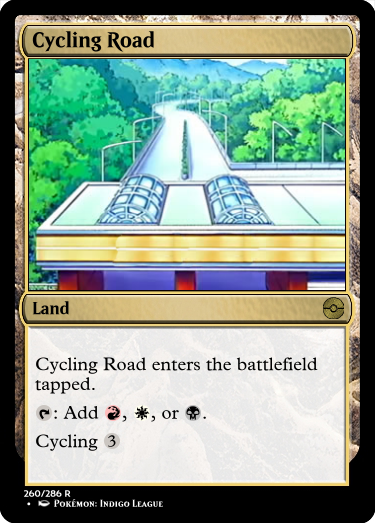 Cycling Road
Land
Cycling Road enters the battlefield
tapped.
: Add , , or .
Cycling 3
260/286 R
• Pokémon: Indigo League